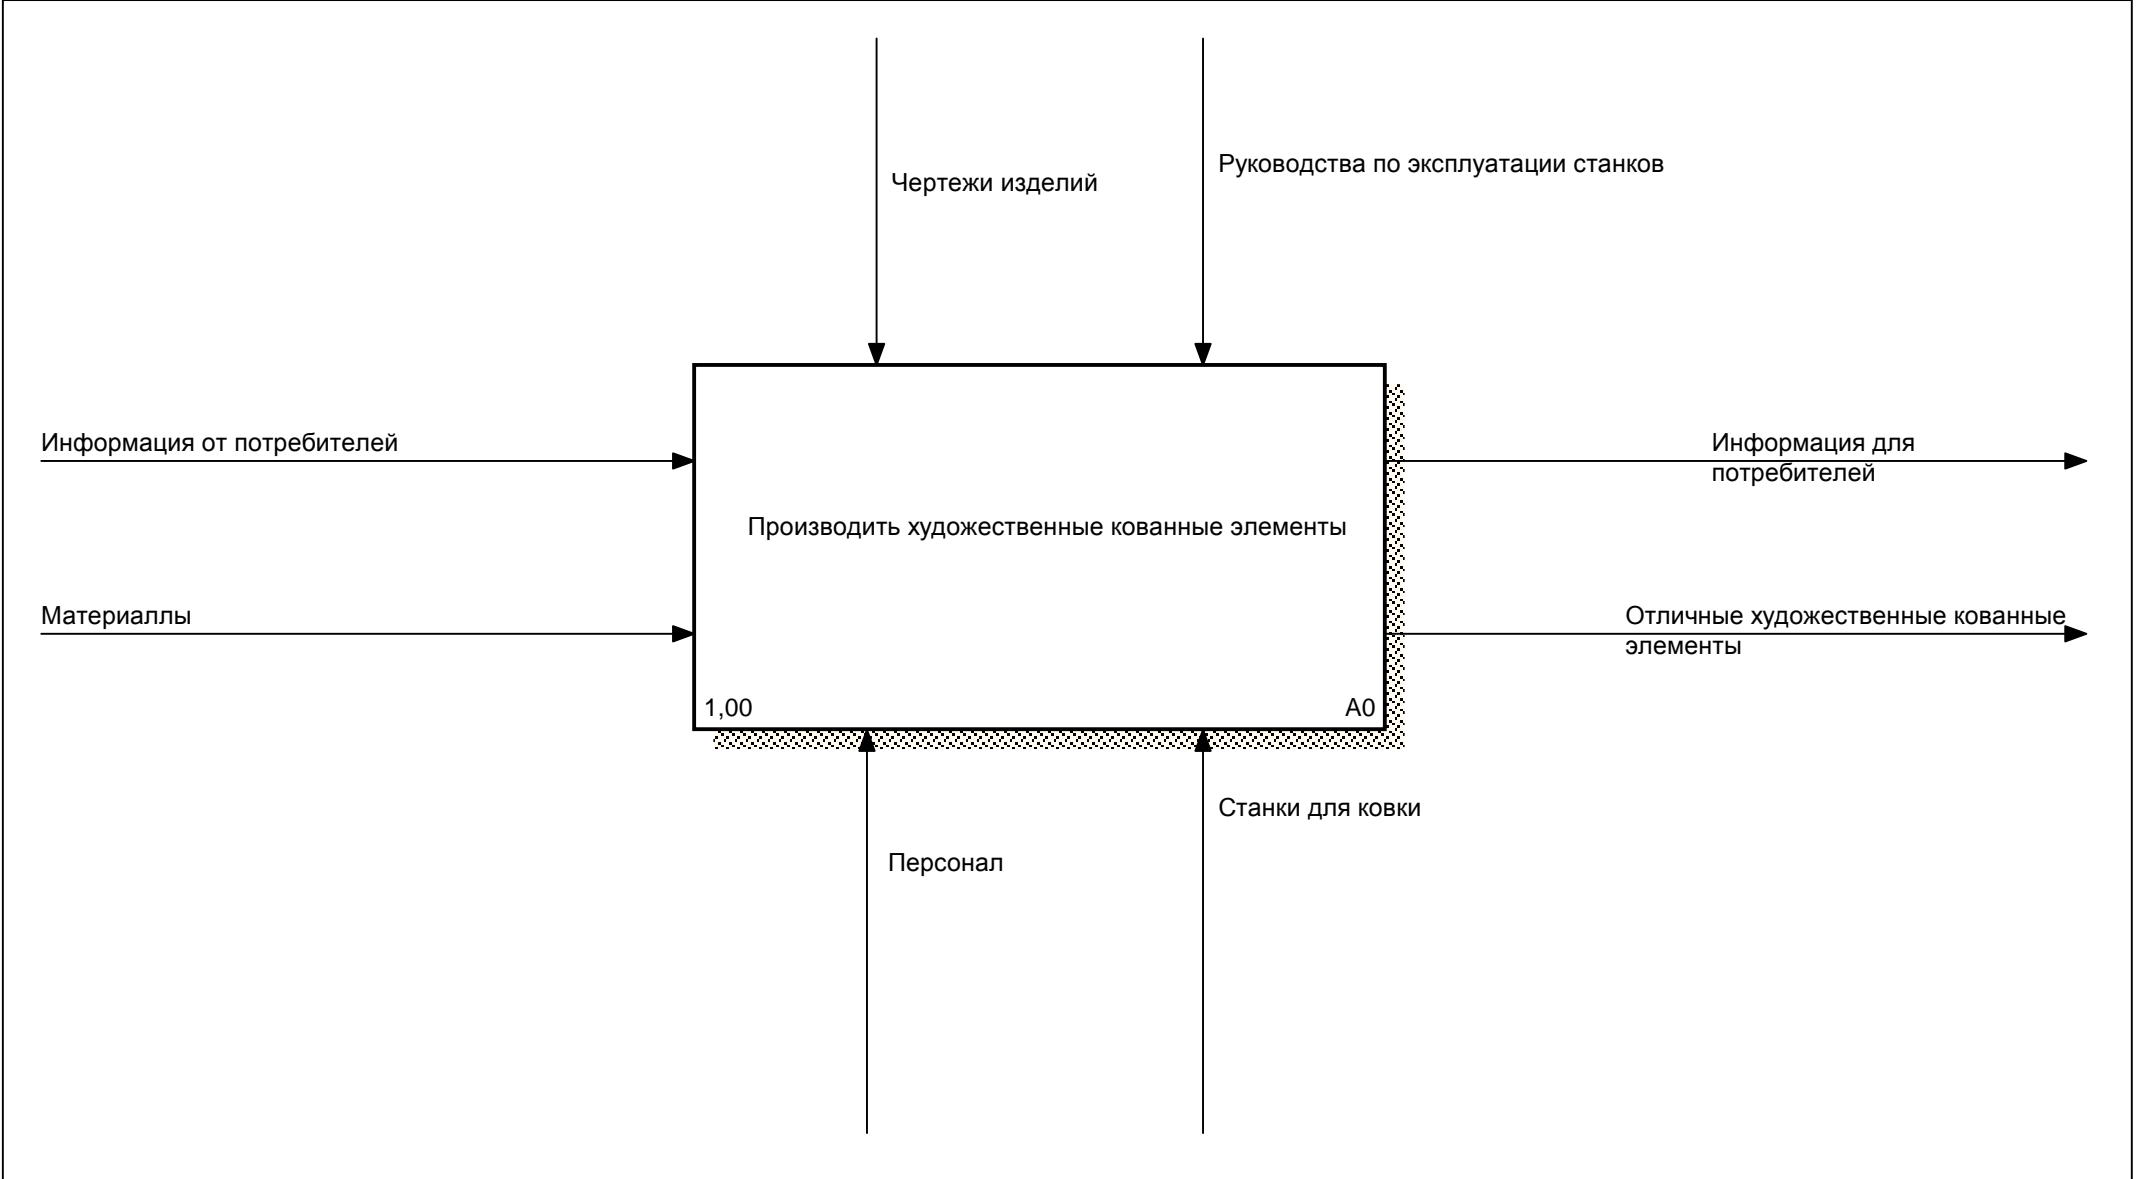 Руководства по эксплуатации станков
Чертежи изделий
Информация от потребителей
Информация для
потребителей
Производить художественные кованные элементы
Материаллы
Отличные художественные кованные
элементы
1,00
A0
Станки для ковки
Персонал